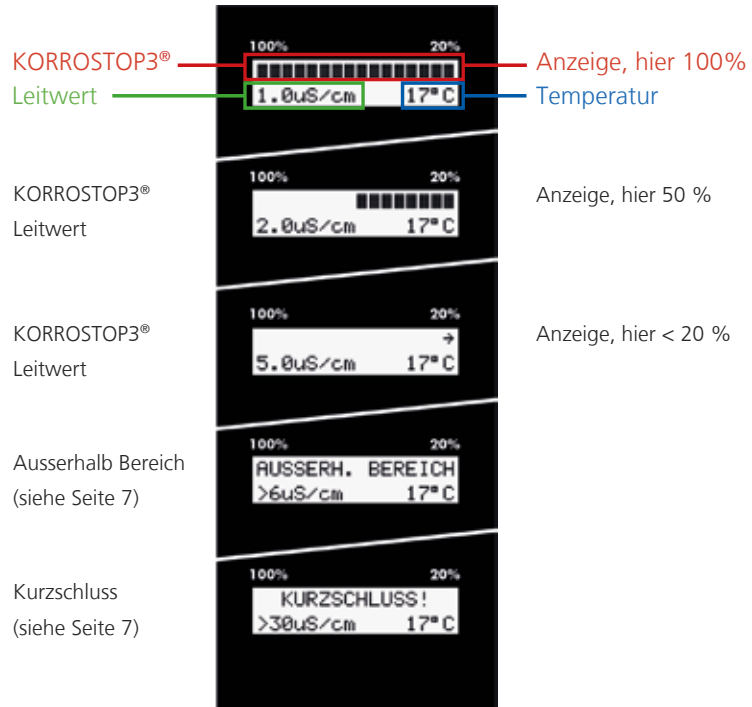 100% 20%
KORROSTOP3® Anzeige, hier 100%
Leitwert 1.0uS/cm 17°C Temperatur
100% 20%
KORROSTOP3® Anzeige, hier 50 %
Leitwert 2.0uS/cm 17°C
100% 20%
KORROSTOP3® → Anzeige, hier < 20 %
Leitwert 5.0uS/cm 17°C
100% 20%
Ausserhalb Bereich AUSSERH. BEREICH
(siehe Seite 7) >6uS/cm 17°C
100% 20%
Kurzschluss KURZSCHLUSS!
(siehe Seite 7) >30uS/cm 17°C